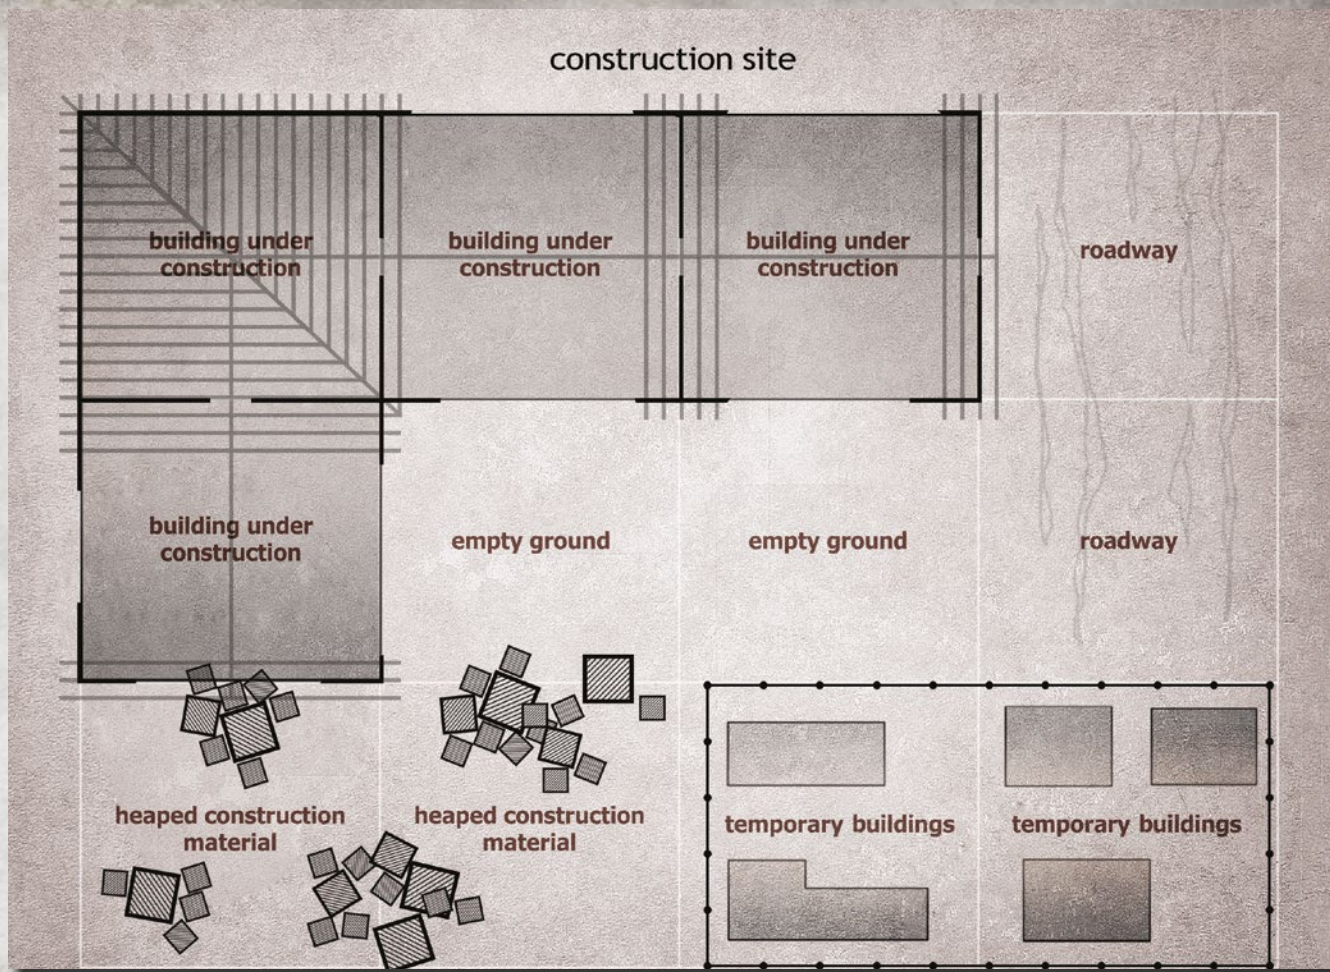 construction site
building under
construction
building under
construction
building under
construction
roadway
building under
construction
empty ground
empty ground
roadway
heaped construction
material
heaped construction
material
temporary buildings
temporary buildings